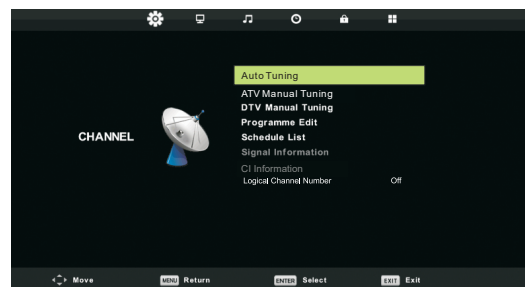 Auto Tuning
ATV Manual Tuning
DTV Manual Tuning
Programme Edit
CHANNEL
Schedule List
Signal Information
CI Information
Logical Channel Number Off
Move MENU Return ENTER Select EXIT Exit